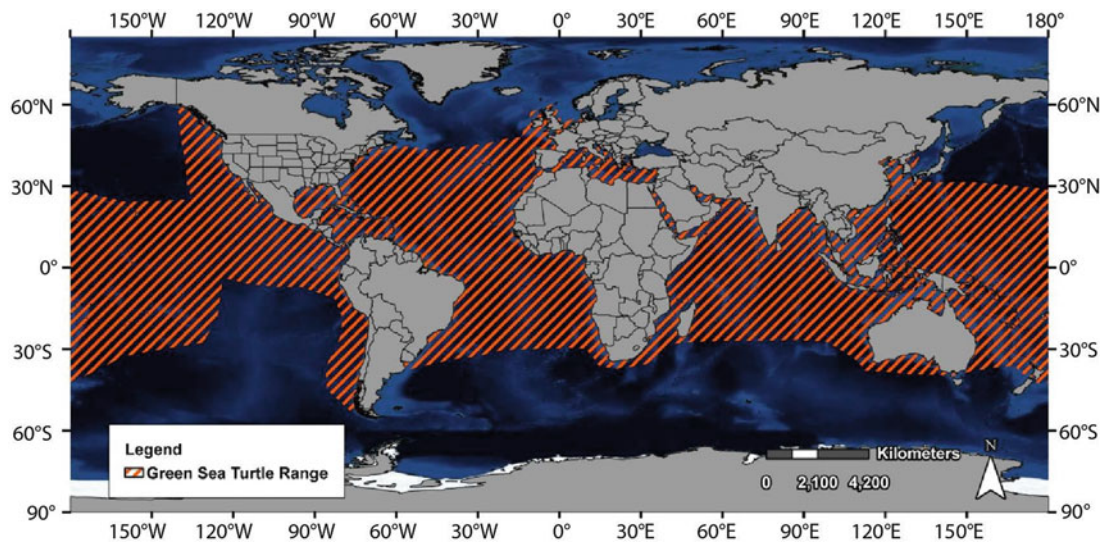 150°W 120°W 90°W 60°W 30°W 0° 30°E 60°E 90°E 120°E 150°E 180°
60°N 60°N
30°N 30°N
0° 0°
30°S 30°S
60°S 60°S
Legend
Green Sea Turtle Range
N
Kilometers
0 2,100 4,200
90° 90°
150°W 120°W 90°W 60°W 30°W 0° 30°E 60°E 90°E 120°E 150°E